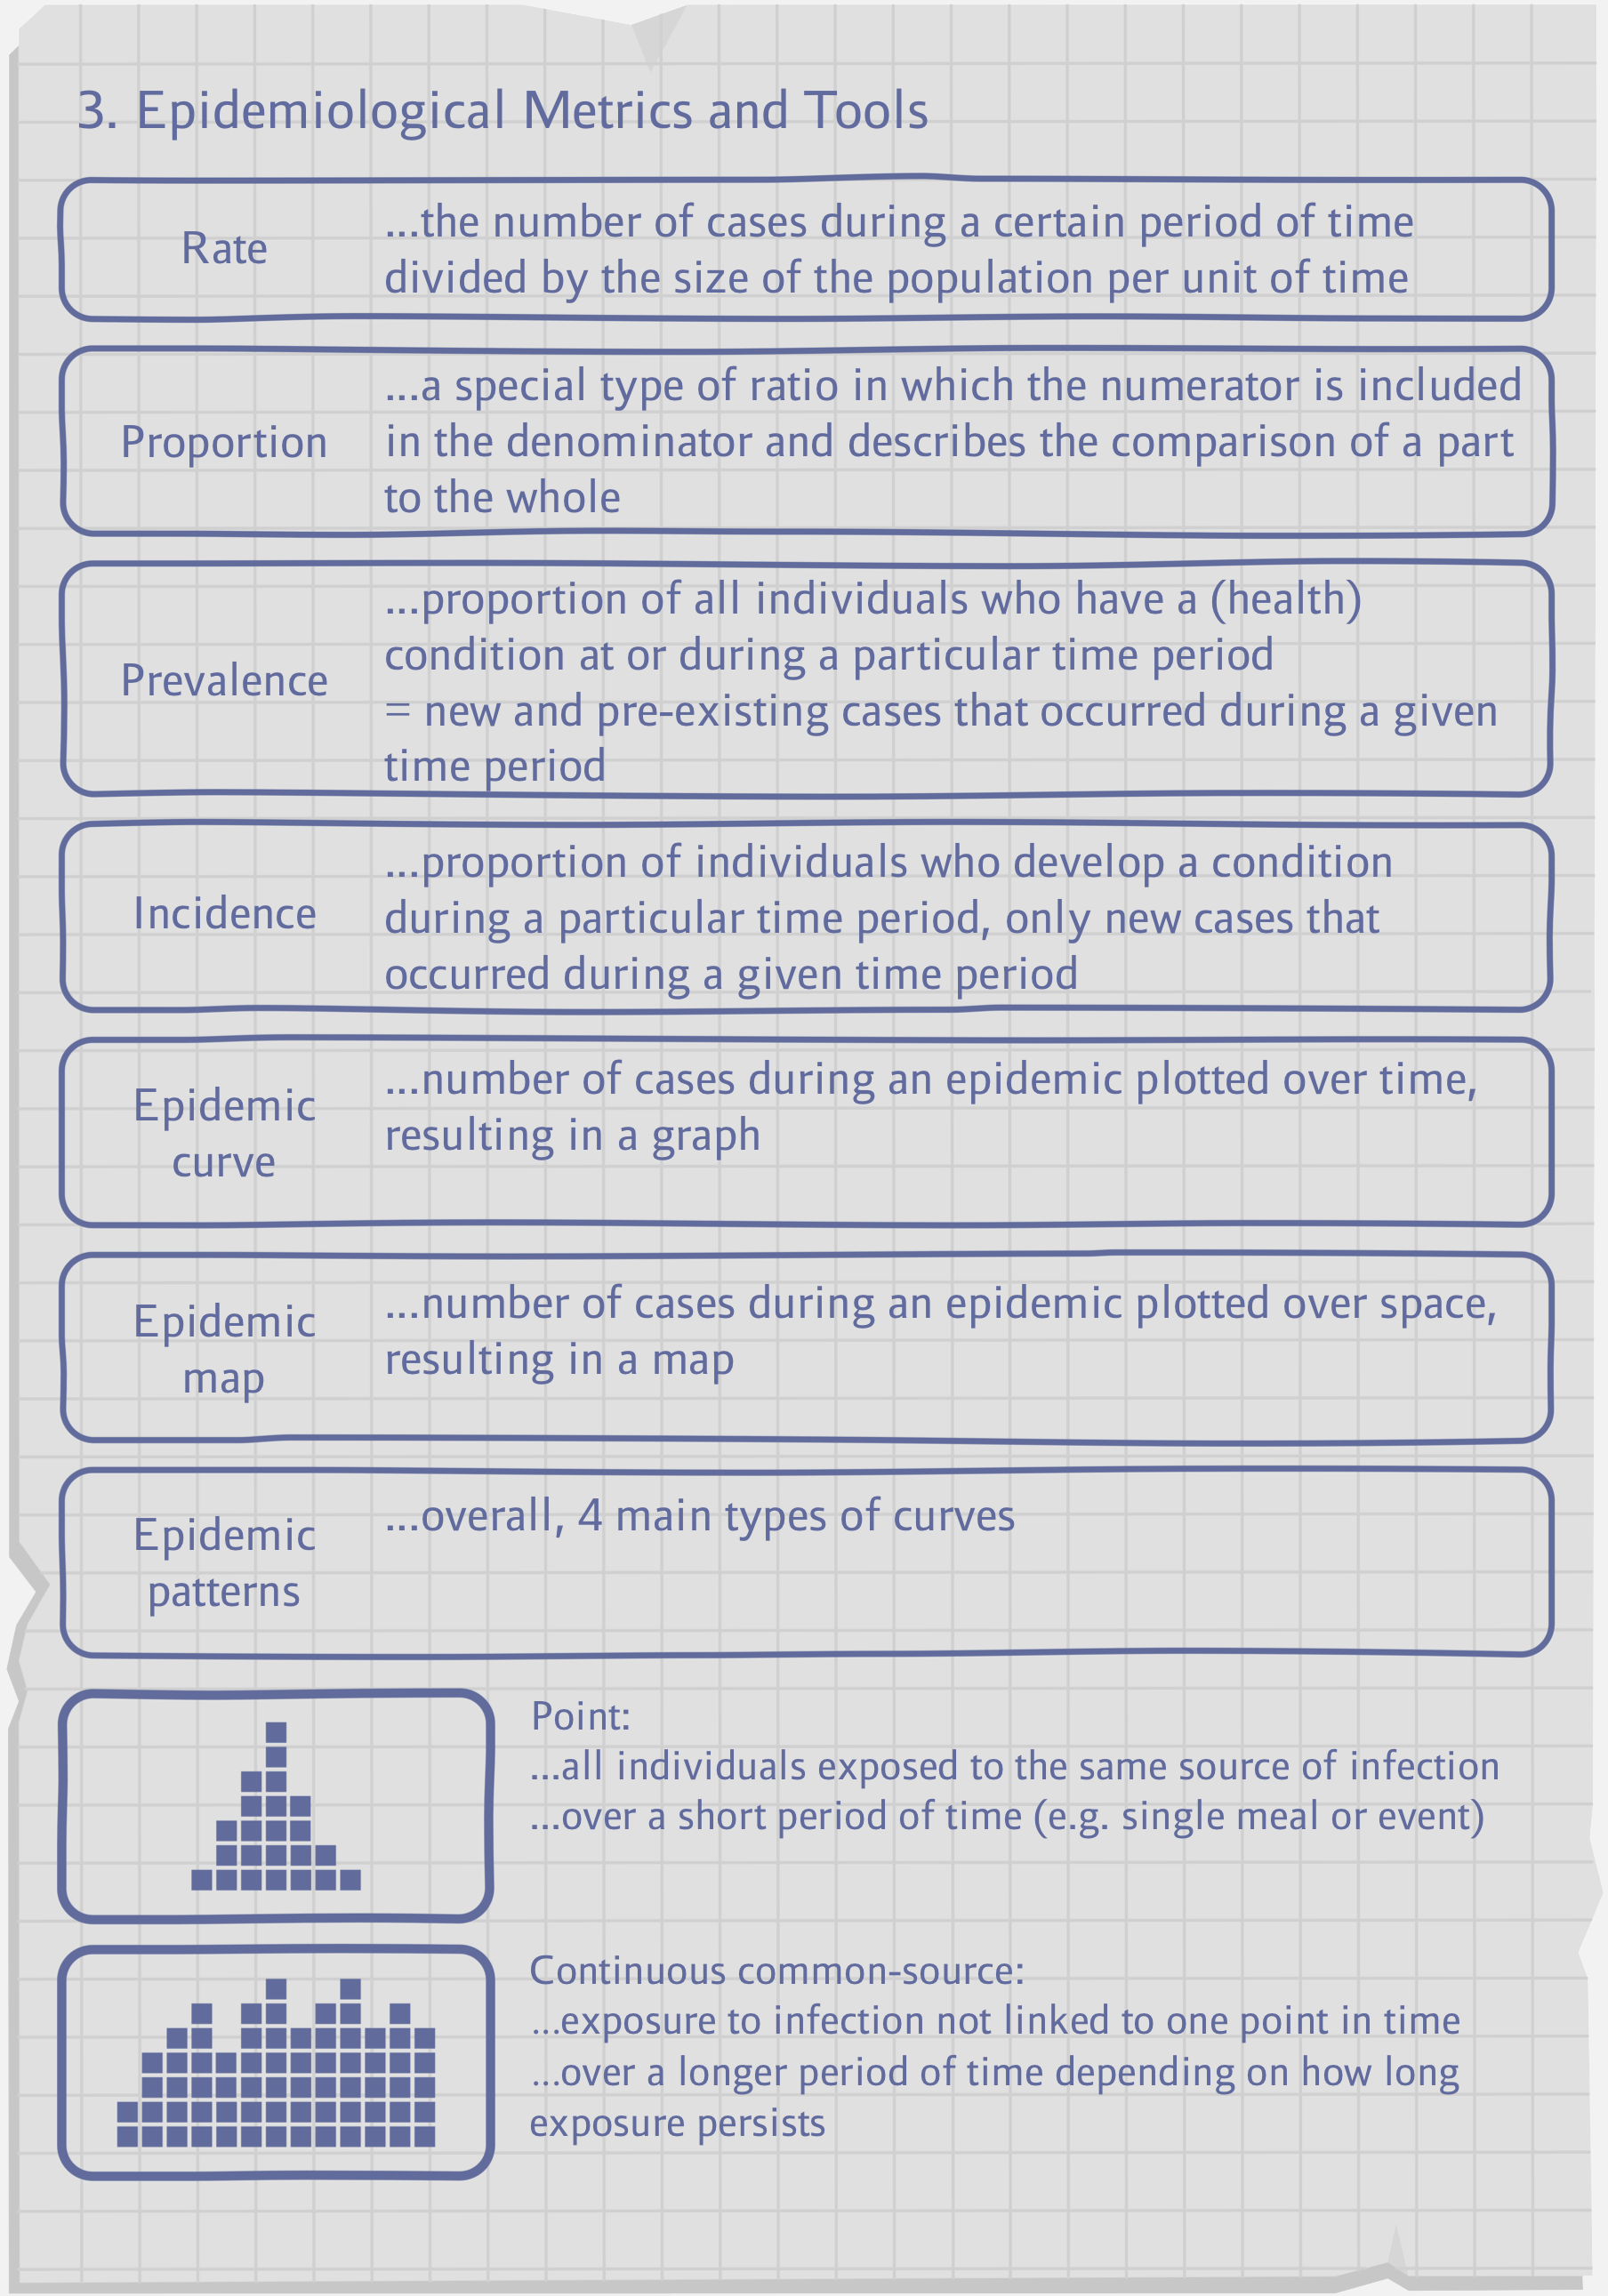 3. Epidemiological Metrics and Tools
Rate
...the number of cases during a certain period of time
divided by the size of the population per unit of time
Proportion
...a special type of ratio in which the numerator is included
in the denominator and describes the comparison of a part
to the whole
Prevalence
...proportion of all individuals who have a (health)
condition at or during a particular time period
= new and pre-existing cases that occurred during a given
time period
Incidence
...proportion of individuals who develop a condition
during a particular time period, only new cases that
occurred during a given time period
Epidemic
curve
...number of cases during an epidemic plotted over time,
resulting in a graph
Epidemic
map
...number of cases during an epidemic plotted over space,
resulting in a map
Epidemic
patterns
...overall, 4 main types of curves
Point:
...all individuals exposed to the same source of infection
...over a short period of time (e.g. single meal or event)
Continuous common-source:
...exposure to infection not linked to one point in time
...over a longer period of time depending on how long
exposure persists